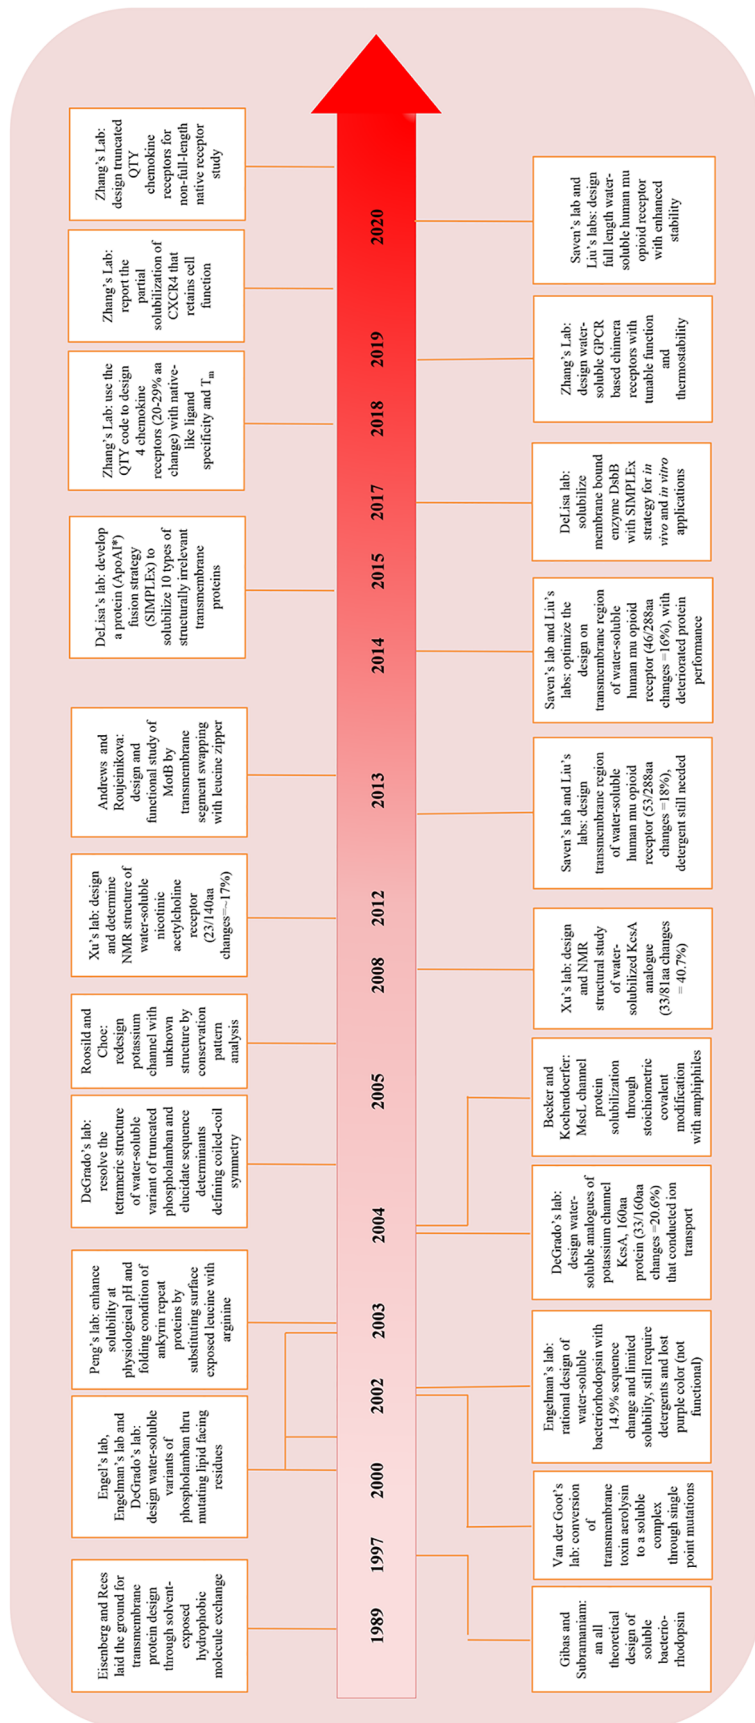 Eisenberg and Rees
laid the ground for
transmembrane
protein design
through solvent-
exposed
hydrophobic
molecule exchange
Engel's lab,
Engelman's lab and
DeGrado's lab:
design water-soluble
variants of
phospholamban thru
mutating lipid facing
residues
Peng's lab: enhance
solubility at
physiological pH and
folding condition of
ankyrin repeat
proteins by
substituting surface
exposed leucine with
arginine
DeGrado's lab:
resolve the
tetrameric structure
of water-soluble
variant of truncated
phospholamban and
elucidate sequence
determinants
defining coiled-coil
symmetry
Roosild and
Choe:
redesign
potassium
channel with
unknown
structure by
conservation
pattern
analysis
Xu's lab: design
and determine
NMR structure of
water-soluble
nicotinic
acetylcholine
receptor
(23/140aa
changes=~17%)
Andrews and
Roujeinikova:
design and
functional study of
MotB by
transmembrane
segment swapping
with leucine zipper
DeLisa's lab: develop
a protein (ApoAI*)
fusion strategy
(SIMPLEx) to
solubilize 10 types of
structurally irrelevant
transmembrane
proteins
Zhang's Lab: use the
QTY code to design
4 chemokine
receptors (20-29% aa
change) with native-
like ligand
specificity and Tm
Zhang's Lab:
report the
partial
solubilization of
CXCR4 that
retains cell
function
Zhang's Lab:
design truncated
QTY
chemokine
receptors for
non-full-length
native receptor
study
1989
1997
2000
2002
2003
2004
2005
2008
2012
2013
2014
2015
2017
2018
2019
2020
Gibas and
Subramaniam:
an all
theoretical
design of
soluble
bacterio-
rhodopsin
Van der Goot's
lab: conversion
of
transmembrane
toxin aerolysin
to a soluble
complex
through single
point mutations
Engelman's lab:
rational design of
water-soluble
bacteriorhodopsin with
14.9% sequence
change and limited
solubility, still require
detergents and lost
purple color (not
functional)
DeGrado's lab:
design water-
soluble analogues of
potassium channel
KcsA, 160aa
protein (33/160aa
changes =20.6%)
that conducted ion
transport
Becker and
Kochendoerfer:
MscL channel
protein
solubilization
through
stoichiometric
covalent
modification
with amphiphiles
Xu's lab: design
and NMR
structural study
of water-
solubilized KcsA
analogue
(33/81aa changes
= 40.7%)
Saven's lab and Liu's
labs: design
transmembrane region
of water-soluble
human mu opioid
receptor (53/288aa
changes =18%),
detergent still needed
Saven's lab and Liu's
labs: optimize the
design on
transmembrane region
of water-soluble
human mu opioid
receptor (46/288aa
changes =16%), with
deteriorated protein
performance
DeLisa lab:
solubilize
membrane bound
enzyme DsbB
with SIMPLEx
strategy for in
vivo and in vitro
applications
Zhang's Lab:
design water-
soluble GPCR
based chimera
receptors with
tunable function
and
thermostability
Saven's lab and
Liu's labs: design
full length water-
soluble human mu
opioid receptor
with enhanced
stability